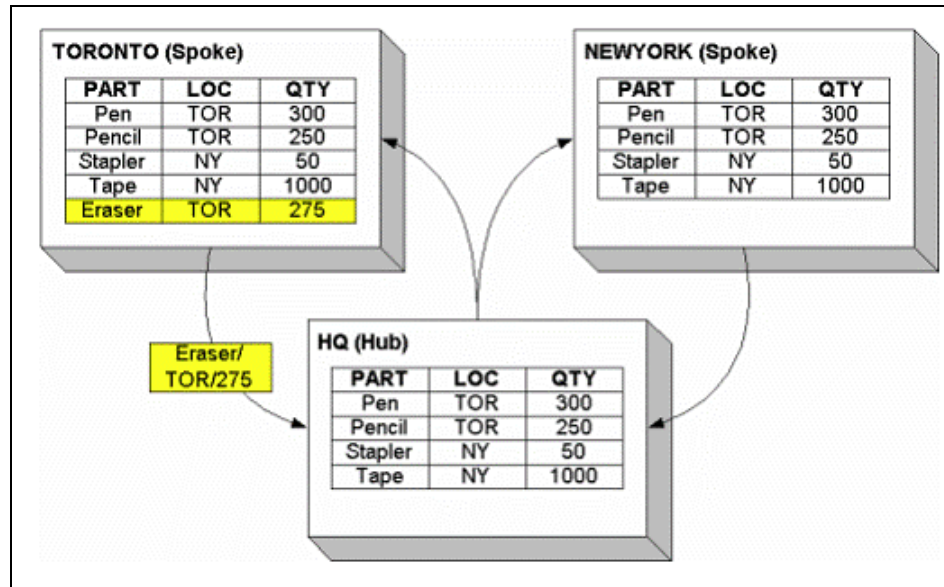 TORONTO (Spoke)
PART LOC QTY
Pen TOR 300
Pencil TOR 250
Stapler NY 50
Tape NY 1000
Eraser TOR 275
NEWYORK (Spoke)
PART LOC QTY
Pen TOR 300
Pencil TOR 250
Stapler NY 50
Tape NY 1000
Eraser/
TOR/275
HQ (Hub)
PART LOC QTY
Pen TOR 300
Pencil TOR 250
Stapler NY 50
Tape NY 1000